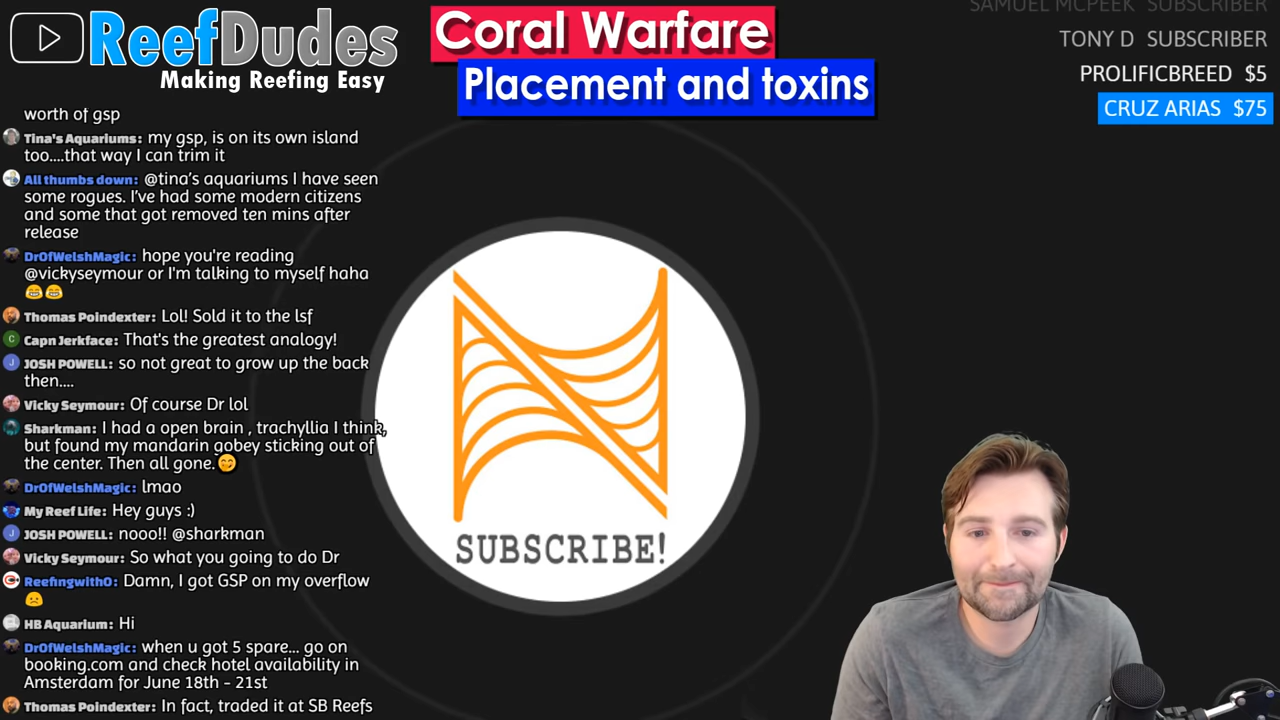 ReefDudes
Making Reefing Easy
Coral Warfare
Placement and toxins
SAMUEL MCPEEK SUBSCRIBER
TONY D SUBSCRIBER
PROLIFICBREED $5
CRUZ ARIAS $75
worth of gsp
Tina's Aquariums: my gsp, is on its own island
too....that way I can trim it
All thumbs down: @tina's aquariums I have seen
some rogues. I've had some modern citizens
and some that got removed ten mins after
release
DrOfWelshMagic: hope you're reading
@vickyseymour or I'm talking to myself haha
😂😂
Thomas Poindexter: Lol! Sold it to the lsf
Capn Jerkface: That's the greatest analogy!
JOSH POWELL: so not great to grow up the back
then....
Vicky Seymour: Of course Dr lol
Sharkman: I had a open brain , trachyllia I think,
but found my mandarin gobey sticking out of
the center. Then all gone.😋
DrOfWelshMagic: lmao
My Reef Life: Hey guys :)
JOSH POWELL: nooo!! @sharkman
Vicky Seymour: So what you going to do Dr
ReefingwithO: Damn, I got GSP on my overflow
🙁
HB Aquarium: Hi
DrOfWelshMagic: when u got 5 spare... go on
booking.com and check hotel availability in
Amsterdam for June 18th - 21st
Thomas Poindexter: In fact, traded it at SB Reefs
SUBSCRIBE!